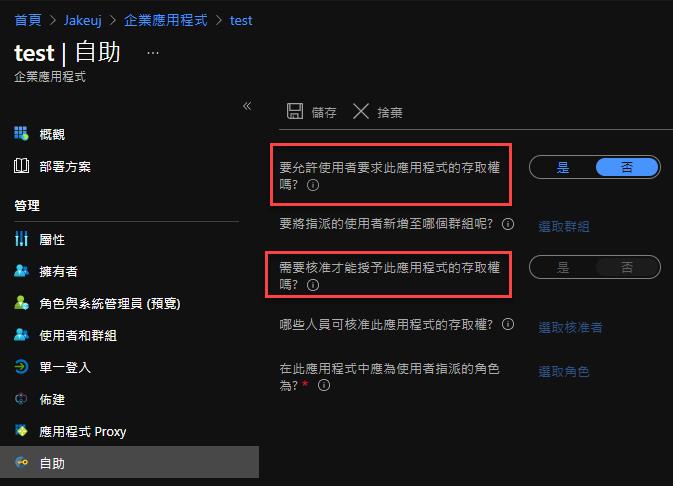 首頁 > Jakeuj > 企業應用程式 > test
test | 自助 ...
企業應用程式
«
概觀
部署方案
管理
屬性
擁有者
角色與系統管理員 (預覽)
使用者和群組
單一登入
佈建
應用程式 Proxy
自助
儲存 捨棄
要允許使用者要求此應用程式的存取權
嗎?
是 否
要將指派的使用者新增至哪個群組呢?
選取群組
需要核准才能授予此應用程式的存取權
嗎?
是 否
哪些人員可核准此應用程式的存取權?
選取核准者
在此應用程式中應為使用者指派的角色
為? *
選取角色